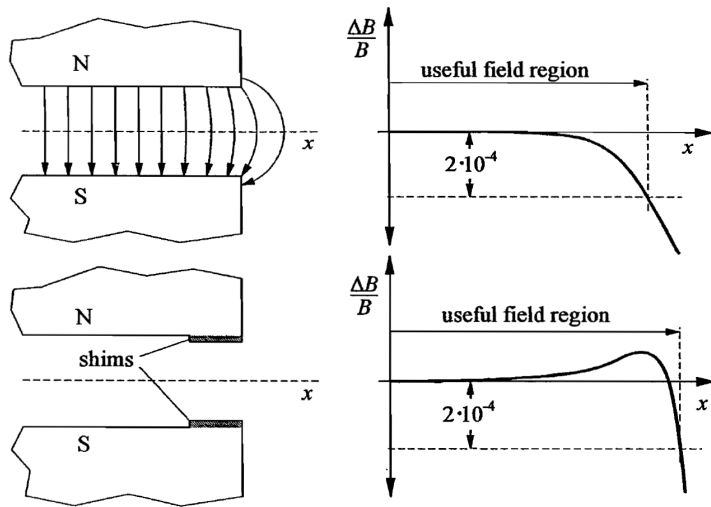 N
x
S
ΔB
B
useful field region
x
2·10⁻⁴
N
shims
x
S
ΔB
B
useful field region
x
2·10⁻⁴